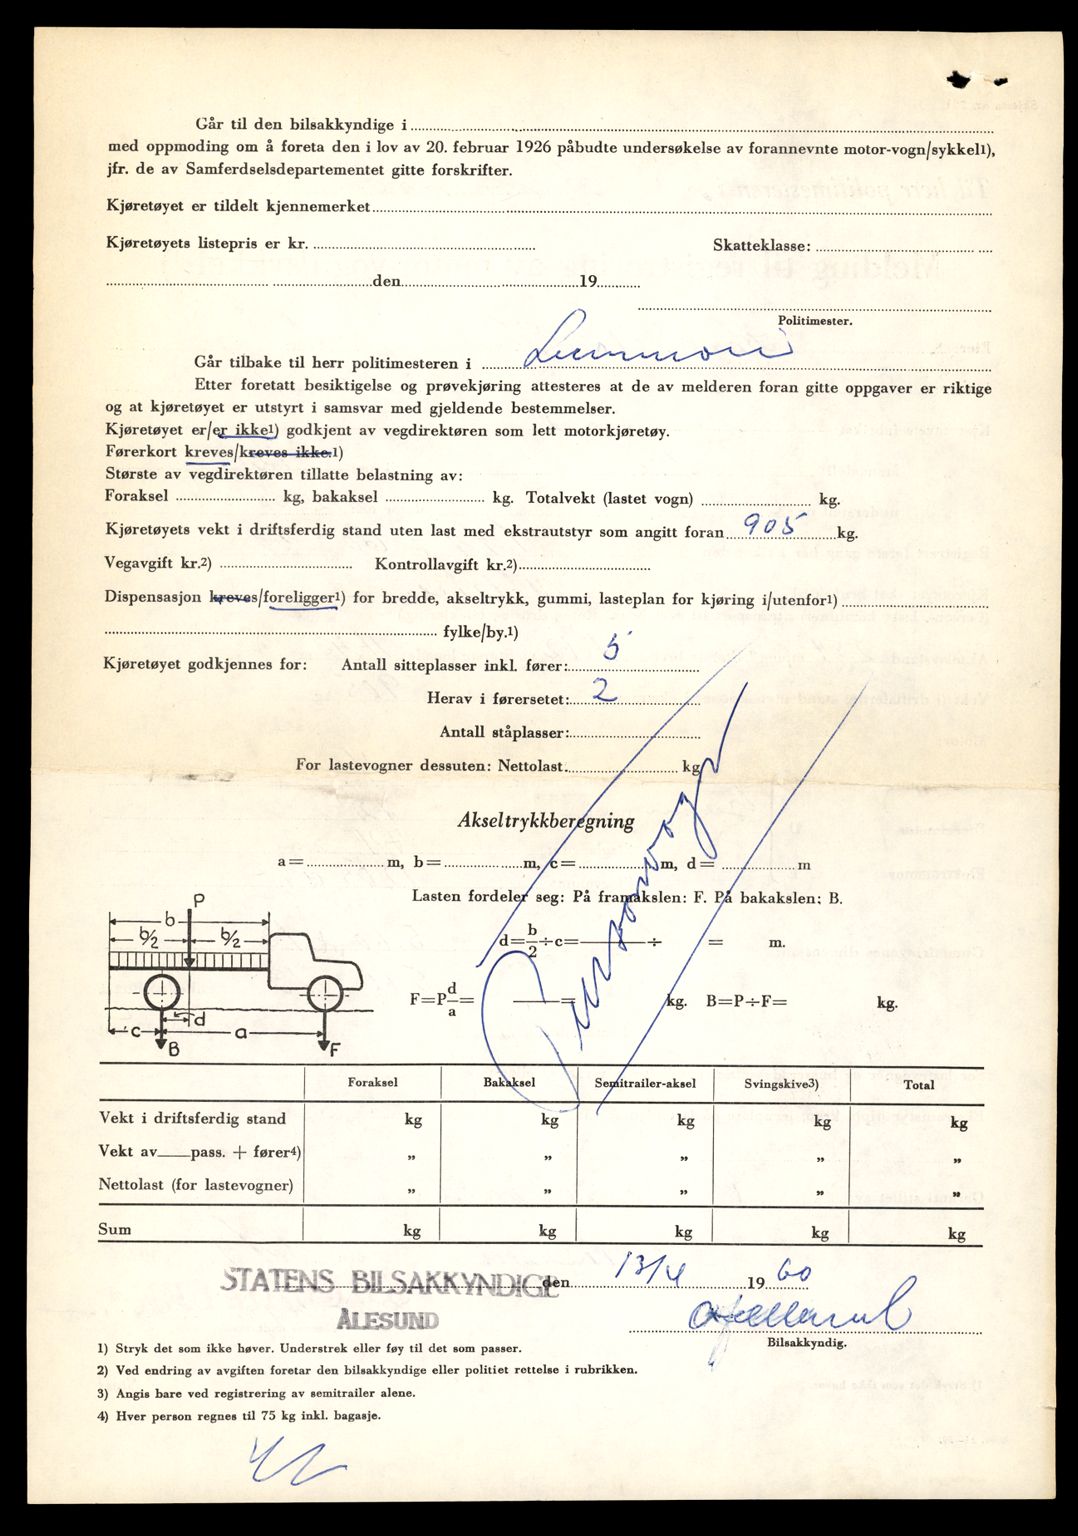 Går til den bilsakkyndige i
med oppmoding om å foreta den i lov av 20. februar 1926 påbudte undersøkelse av forannevnte motor-vogn/sykkel1),
jfr. de av Samferdselsdepartementet gitte forskrifter.
Kjøretøyet er tildelt kjennemerket
Kjøretøyets listepris er kr. Skatteklasse:
den 19
Politimester.
Går tilbake til herr politimesteren i
Etter foretatt besiktigelse og prøvekjøring attesteres at de av melderen foran gitte oppgaver er riktige
og at kjøretøyet er utstyrt i samsvar med gjeldende bestemmelser.
Kjøretøyet er/er ikke1) godkjent av vegdirektøren som lett motorkjøretøy.
Førerkort kreves/kreves ikke.1)
Største av vegdirektøren tillatte belastning av:
Foraksel kg, bakaksel kg. Totalvekt (lastet vogn) kg.
Kjøretøyets vekt i driftsferdig stand uten last med ekstrautstyr som angitt foran 905 kg.
Vegavgift kr.2) Kontrollavgift kr.2)
Dispensasjon kreves/foreligger1) for bredde, akseltrykk, gummi, lasteplan for kjøring i/utenfor1)
fylke/by.1)
Kjøretøyet godkjennes for: Antall sitteplasser inkl. fører: 5
Herav i førersetet: 2
Antall ståplasser:
For lastevogner dessuten: Nettolast: kg
Personvogn
Akseltrykkberegning
a = m, b = m, c = m, d = m
Lasten fordeler seg: På framakslen: F. På bakakslen: B.
d = b/2 ÷ c = ÷ = m.
F = P d/a = = kg. B = P ÷ F = kg.
P
b
b/2 b/2
d
c a
B F
Foraksel Bakaksel Semitrailer-aksel Svingskive3) Total
Vekt i driftsferdig stand kg kg kg kg kg
Vekt av pass. + fører4) „ „ „ „ „
Nettolast (for lastevogner) „ „ „ „ „
Sum kg kg kg kg kg
STATENS BILSAKKYNDIGE den 13/4 19 60
ÅLESUND
Bilsakkyndig.
1) Stryk det som ikke høver. Understrek eller føy til det som passer.
2) Ved endring av avgiften foretar den bilsakkyndige eller politiet rettelse i rubrikken.
3) Angis bare ved registrering av semitrailer alene.
4) Hver person regnes til 75 kg inkl. bagasje.